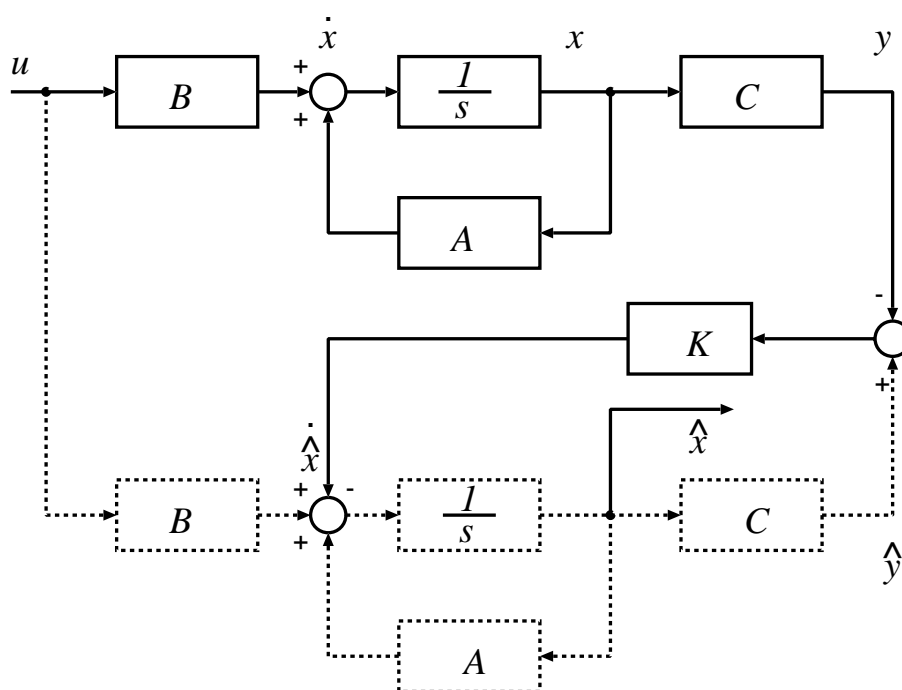 ẋ
x
y
u
B
+
+
1/s
C
A
-
K
+
x̂
x̂̇
B
+
+
-
1/s
C
ŷ
A